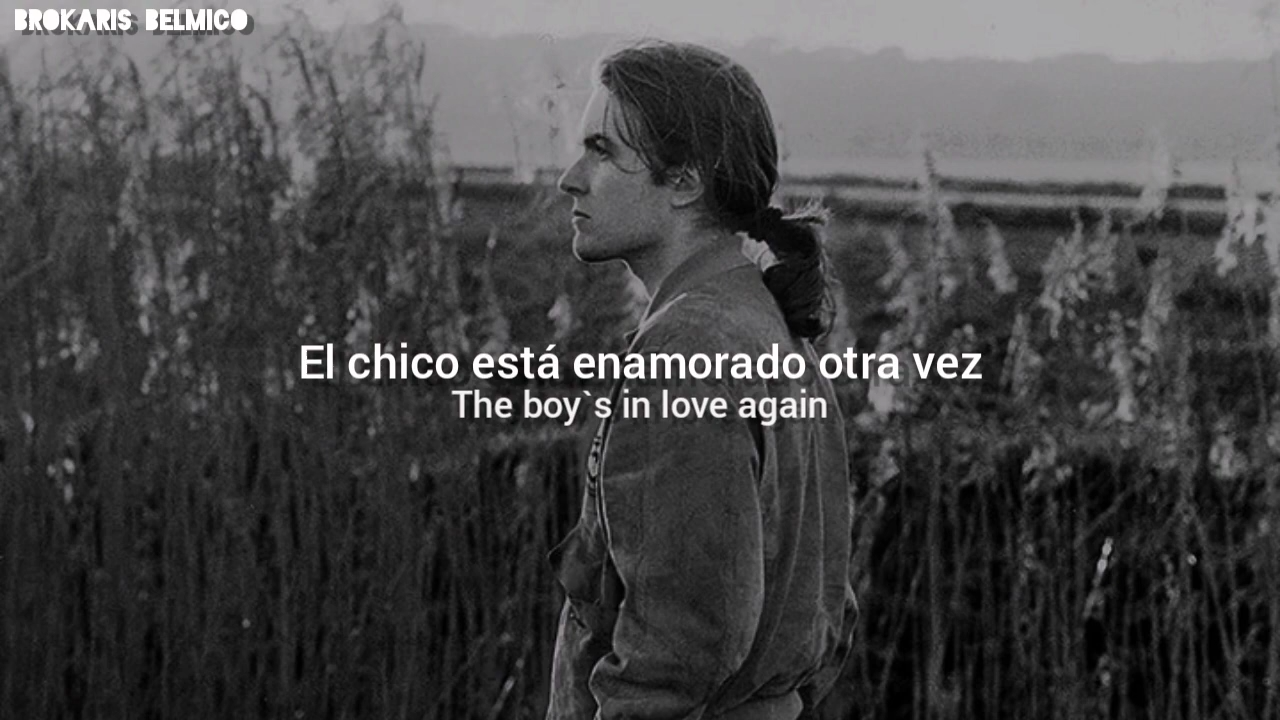 BROKARIS BELMICO
El chico está enamorado otra vez
The boy`s in love again